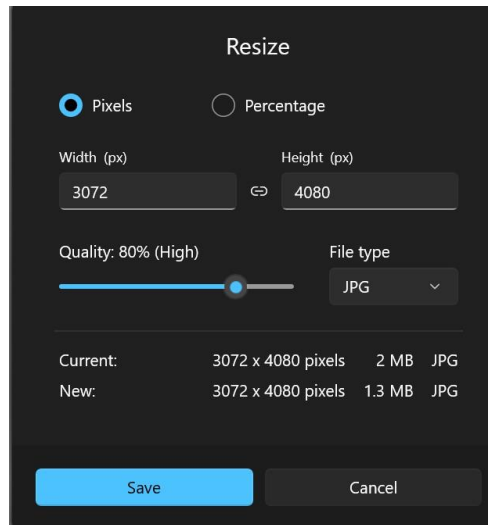 Resize
Pixels Percentage
Width (px) Height (px)
3072 4080
Quality: 80% (High) File type
JPG
Current: 3072 x 4080 pixels 2 MB JPG
New: 3072 x 4080 pixels 1.3 MB JPG
Save Cancel